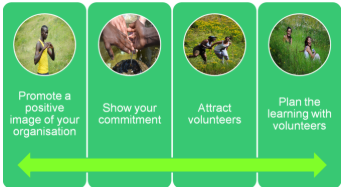 Promote a
positive
image of your
organisation
Show your
commitment
Attract
volunteers
Plan the
learning with
volunteers